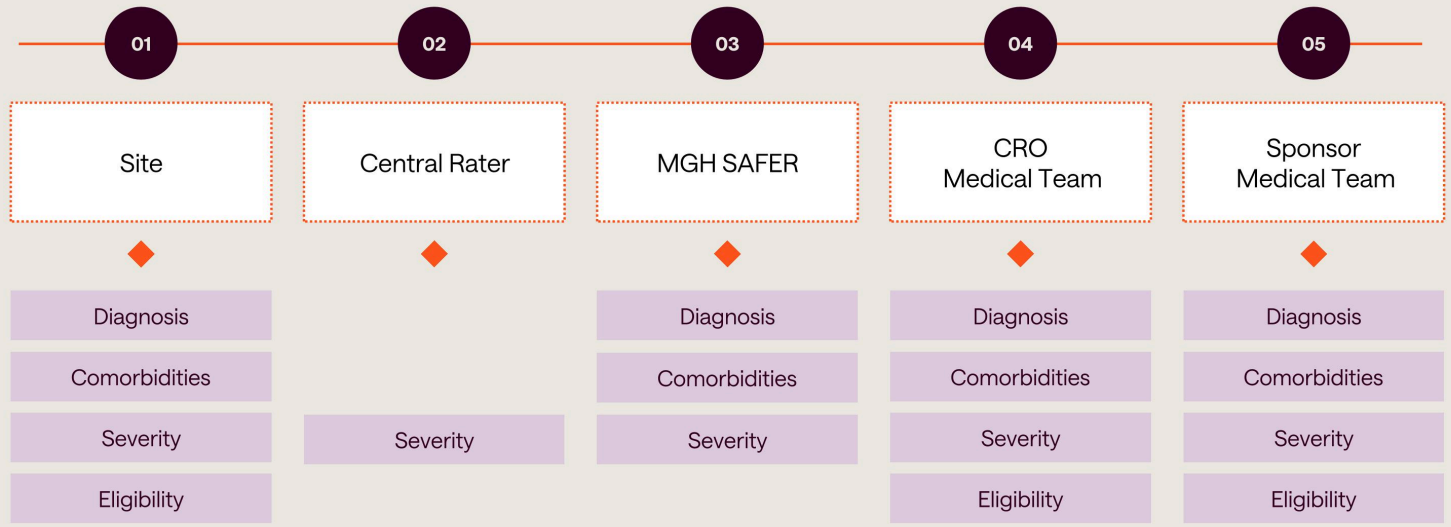 01
02
03
04
05
Site
Central Rater
MGH SAFER
CRO
Medical Team
Sponsor
Medical Team
Diagnosis
Diagnosis
Diagnosis
Diagnosis
Comorbidities
Comorbidities
Comorbidities
Comorbidities
Severity
Severity
Severity
Severity
Severity
Eligibility
Eligibility
Eligibility